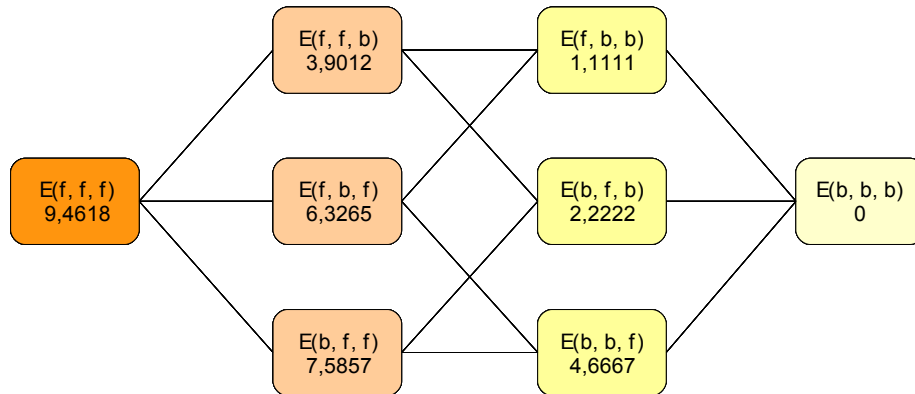 E(f, f, b)
3,9012
E(f, b, b)
1,1111
E(f, f, f)
9,4618
E(f, b, f)
6,3265
E(b, f, b)
2,2222
E(b, b, b)
0
E(b, f, f)
7,5857
E(b, b, f)
4,6667